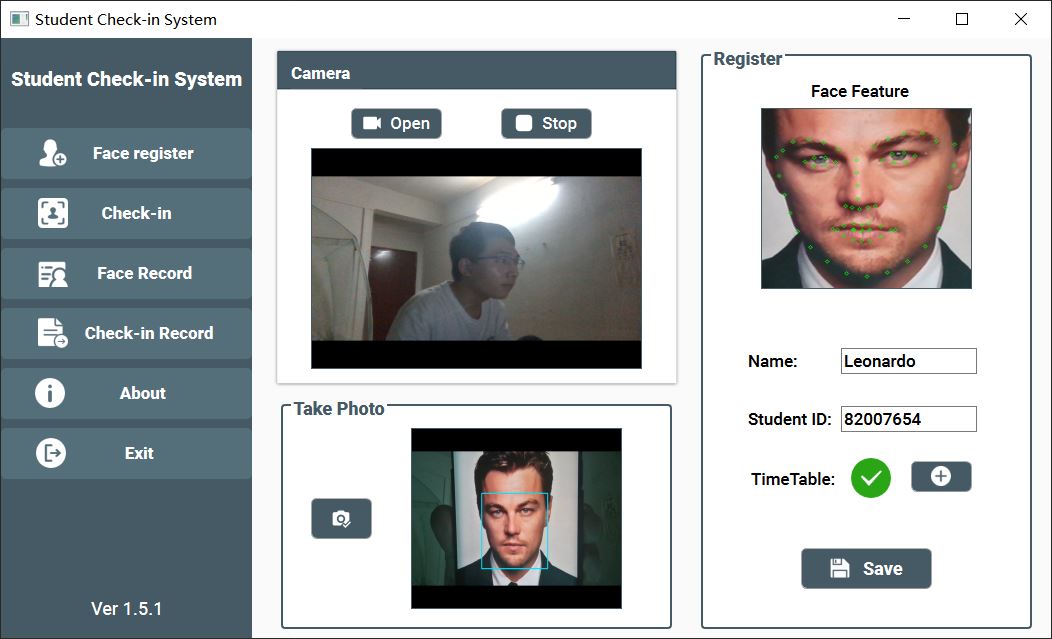 Student Check-in System
Student Check-in System
Face register
Check-in
Face Record
Check-in Record
About
Exit
Ver 1.5.1
Camera
Open
Stop
Take Photo
Register
Face Feature
Name: Leonardo
Student ID: 82007654
TimeTable:
Save